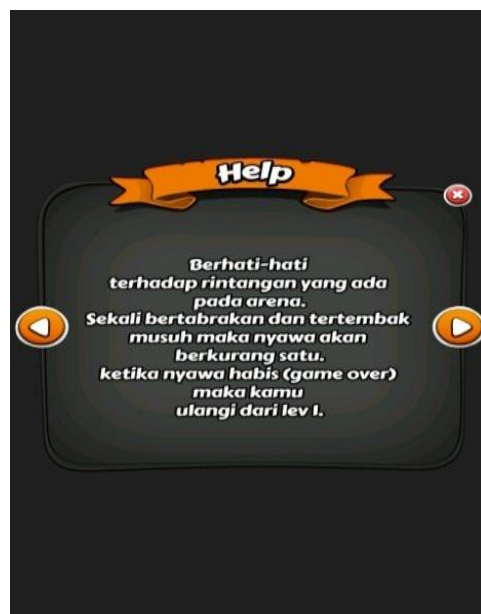 Help
Berhati-hati
terhadap rintangan yang ada
pada arena.
Sekali bertabrakan dan tertembak
musuh maka nyawa akan
berkurang satu.
ketika nyawa habis (game over)
maka kamu
ulangi dari lev 1.